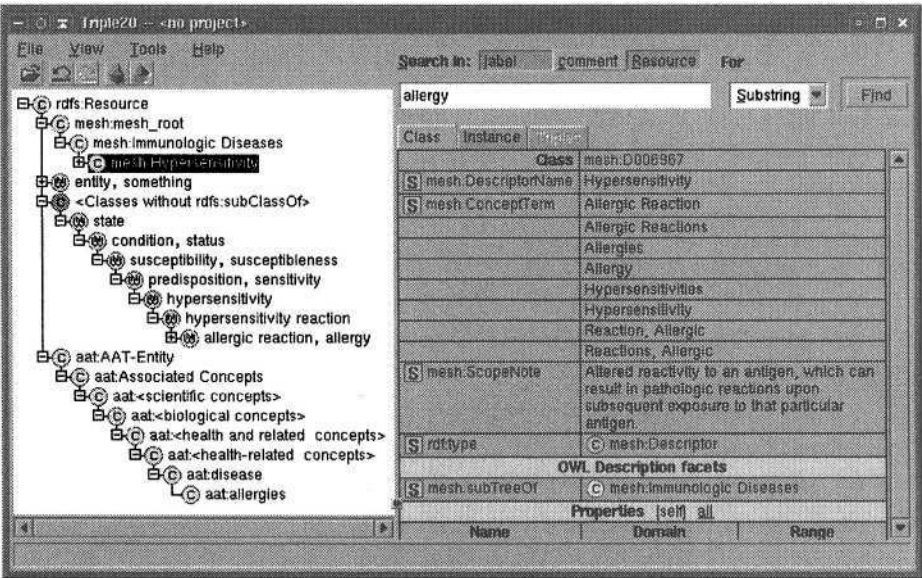 Triple20 -- <no project>
File View Tools Help
Search in: label comment Resource For
allergy Substring Find
rdfs:Resource
mesh:mesh_root
mesh:Immunologic Diseases
mesh:Hypersensitivity
entity, something
<Classes without rdfs:subClassOf>
state
condition, status
susceptibility, susceptibleness
predisposition, sensitivity
hypersensitivity
hypersensitivity reaction
allergic reaction, allergy
aat:AAT-Entity
aat:Associated Concepts
aat:<scientific concepts>
aat:<biological concepts>
aat:<health and related concepts>
aat:<health-related concepts>
aat:disease
aat:allergies
Class Instance
Class mesh:D006967
S mesh:DescriptorName Hypersensitivity
S mesh:ConceptTerm Allergic Reaction
Allergic Reactions
Allergies
Allergy
Hypersensitivities
Hypersensitivity
Reaction, Allergic
Reactions, Allergic
S mesh:ScopeNote Altered reactivity to an antigen, which can
result in pathologic reactions upon
subsequent exposure to that particular
antigen.
S rdf:type C mesh:Descriptor
OWL Description facets
S mesh:subTreeOf C mesh:Immunologic Diseases
Properties [self] all
Name Domain Range